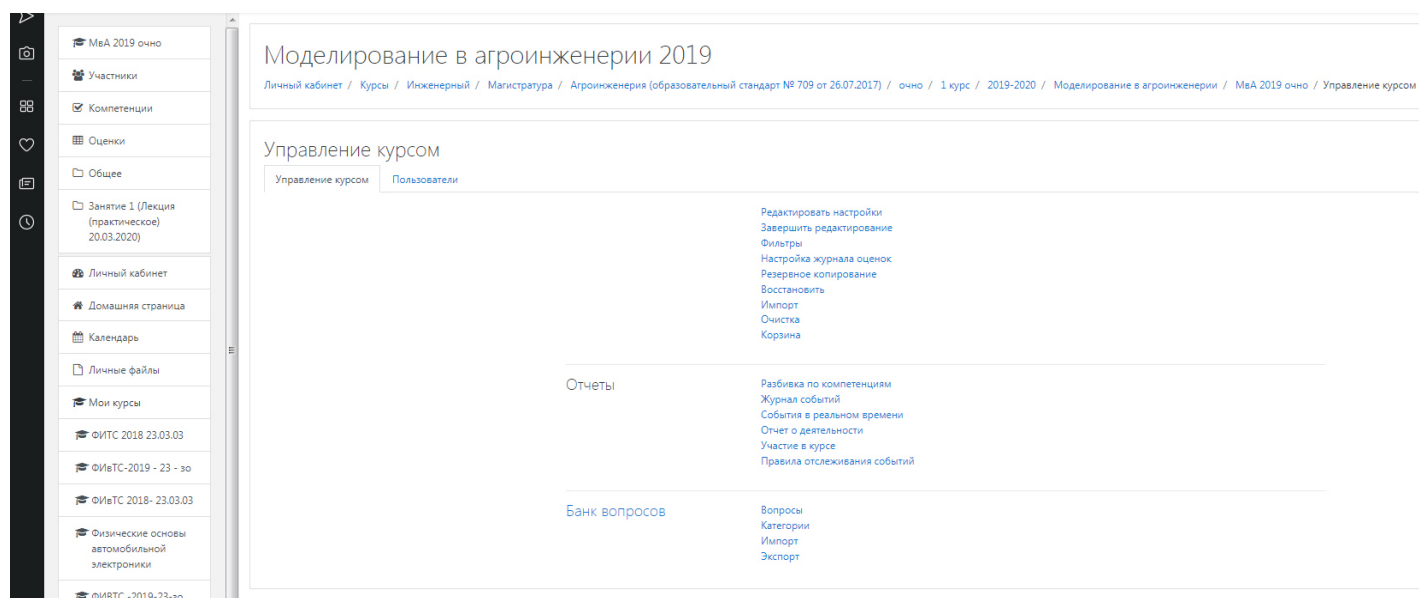 МвА 2019 очно
Участники
Компетенции
Оценки
Общее
Занятие 1 (Лекция
(практическое)
20.03.2020)
Личный кабинет
Домашняя страница
Календарь
Личные файлы
Мои курсы
ФИТС 2018 23.03.03
ФИвТС-2019 - 23 - зо
ФИвТС 2018- 23.03.03
Физические основы
автомобильной
электроники
ФИВТС -2019-23-зо
Моделирование в агроинженерии 2019
Личный кабинет / Курсы / Инженерный / Магистратура / Агроинженерия (образовательный стандарт № 709 от 26.07.2017) / очно / 1 курс / 2019-2020 / Моделирование в агроинженерии / МвА 2019 очно / Управление курсом
Управление курсом
Управление курсом Пользователи
Редактировать настройки
Завершить редактирование
Фильтры
Настройка журнала оценок
Резервное копирование
Восстановить
Импорт
Очистка
Корзина
Отчеты
Разбивка по компетенциям
Журнал событий
События в реальном времени
Отчет о деятельности
Участие в курсе
Правила отслеживания событий
Банк вопросов
Вопросы
Категории
Импорт
Экспорт